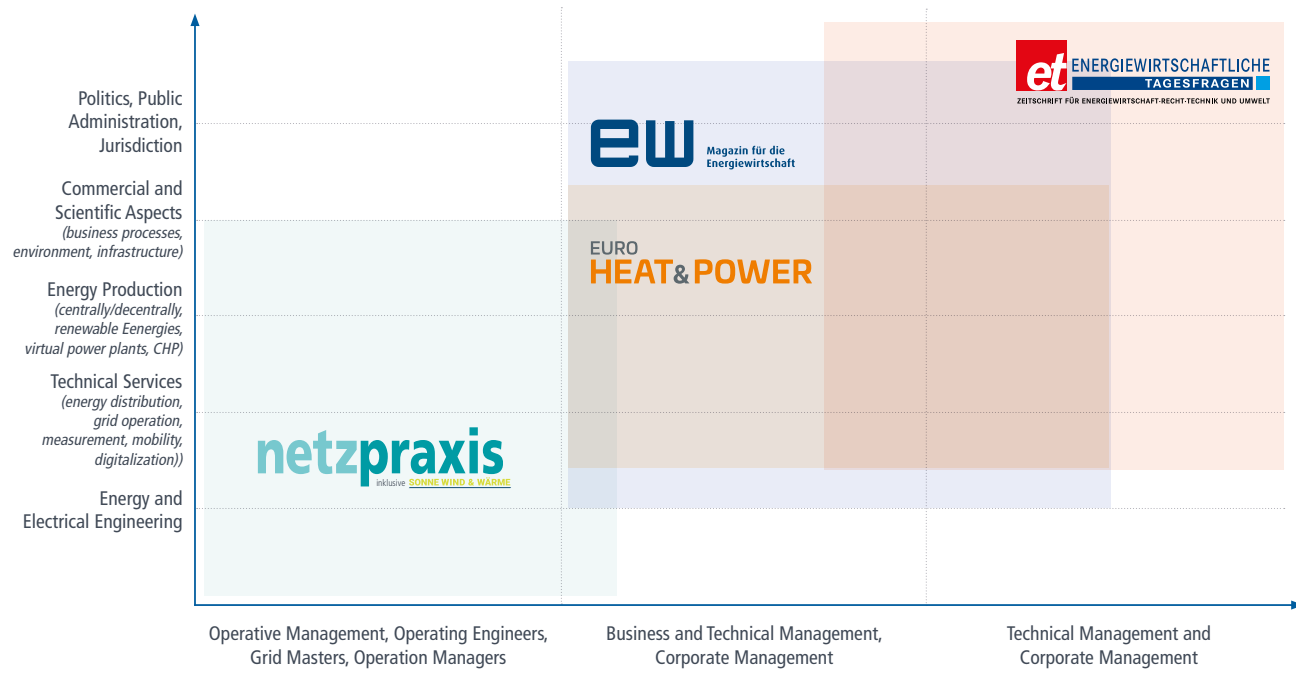 Politics, Public
Administration,
Jurisdiction
Commercial and
Scientific Aspects
(business processes,
environment, infrastructure)
Energy Production
(centrally/decentrally,
renewable Eenergies,
virtual power plants, CHP)
Technical Services
(energy distribution,
grid operation,
measurement, mobility,
digitalization))
Energy and
Electrical Engineering
et ENERGIEWIRTSCHAFTLICHE
TAGESFRAGEN
ZEITSCHRIFT FÜR ENERGIEWIRTSCHAFT·RECHT·TECHNIK UND UMWELT
ew Magazin für die
Energiewirtschaft
EURO
HEAT&POWER
netzpraxis
inklusive SONNE WIND & WÄRME
Operative Management, Operating Engineers,
Grid Masters, Operation Managers
Business and Technical Management,
Corporate Management
Technical Management and
Corporate Management